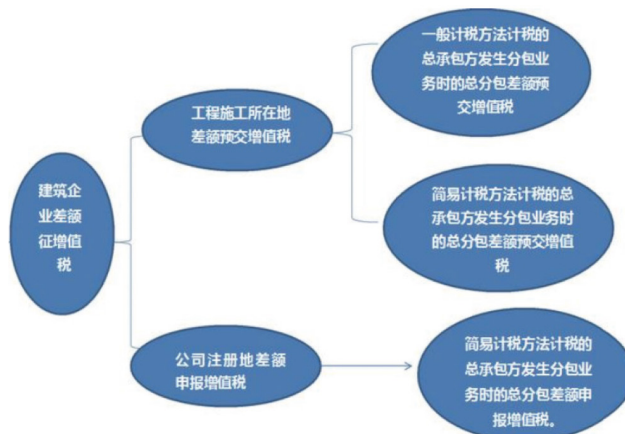 建筑企
业差额
征增值
税
工程施工所在地
差额预交增值税
一般计税方法计税的
总承包方发生分包业
务时的总分包差额预
交增值税
简易计税方法计税的总
承包方发生分包业务时
的总分包差额预交增值
税
公司注册地差额
申报增值税
简易计税方法计税的
总承包方发生分包业
务时的总分包差额申
报增值税。